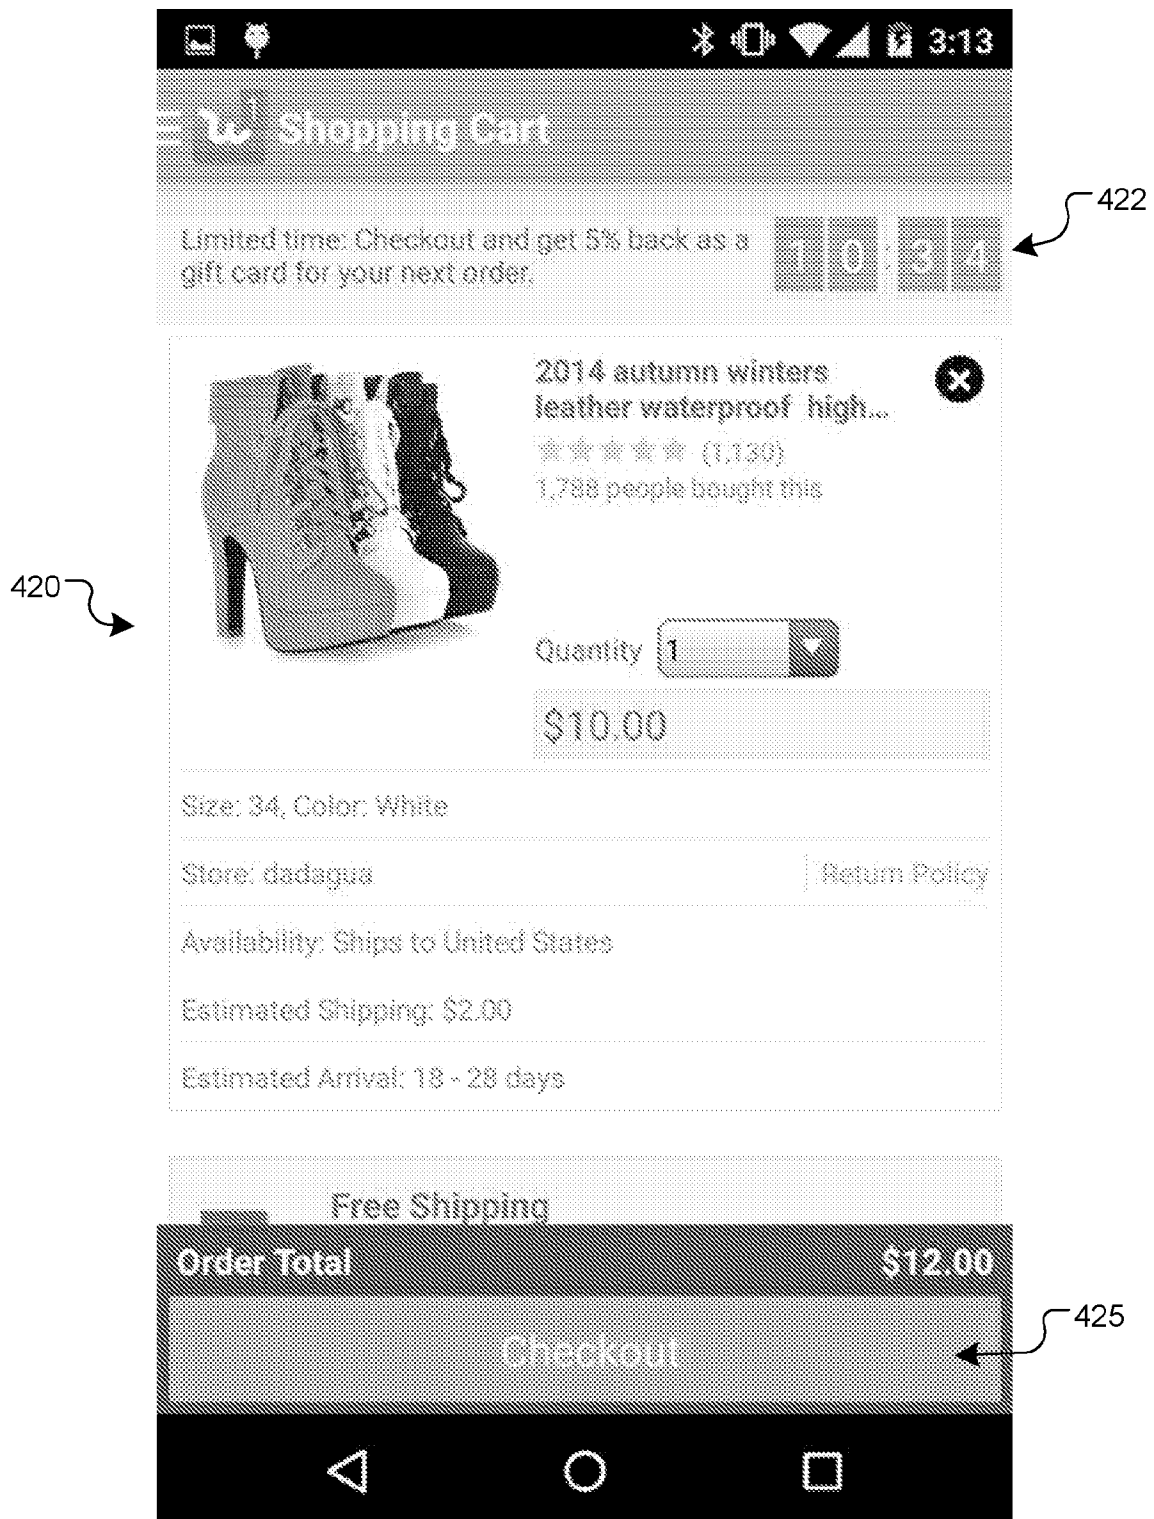 3:13
1
Shopping Cart
422
Limited time: Checkout and get 5% back as a
gift card for your next order.
10:34
2014 autumn winters
leather waterproof high...
(1,130)
1,788 people bought this
420
Quantity 1
$10.00
Size: 34, Color: White
Store: dadagua
Return Policy
Availability: Ships to United States
Estimated Shipping: $2.00
Estimated Arrival: 18 - 28 days
Free Shipping
Order Total $12.00
Checkout
425